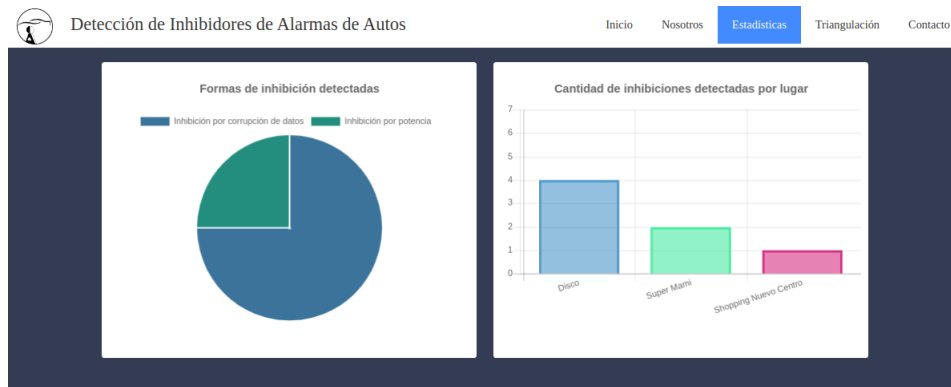 Detección de Inhibidores de Alarmas de Autos
Inicio Nosotros Estadísticas Triangulación Contacto
Formas de inhibición detectadas
Inhibición por corrupción de datos Inhibición por potencia
Cantidad de inhibiciones detectadas por lugar
7
6
5
4
3
2
1
0
Disco
Super Mami
Shopping Nuevo Centro